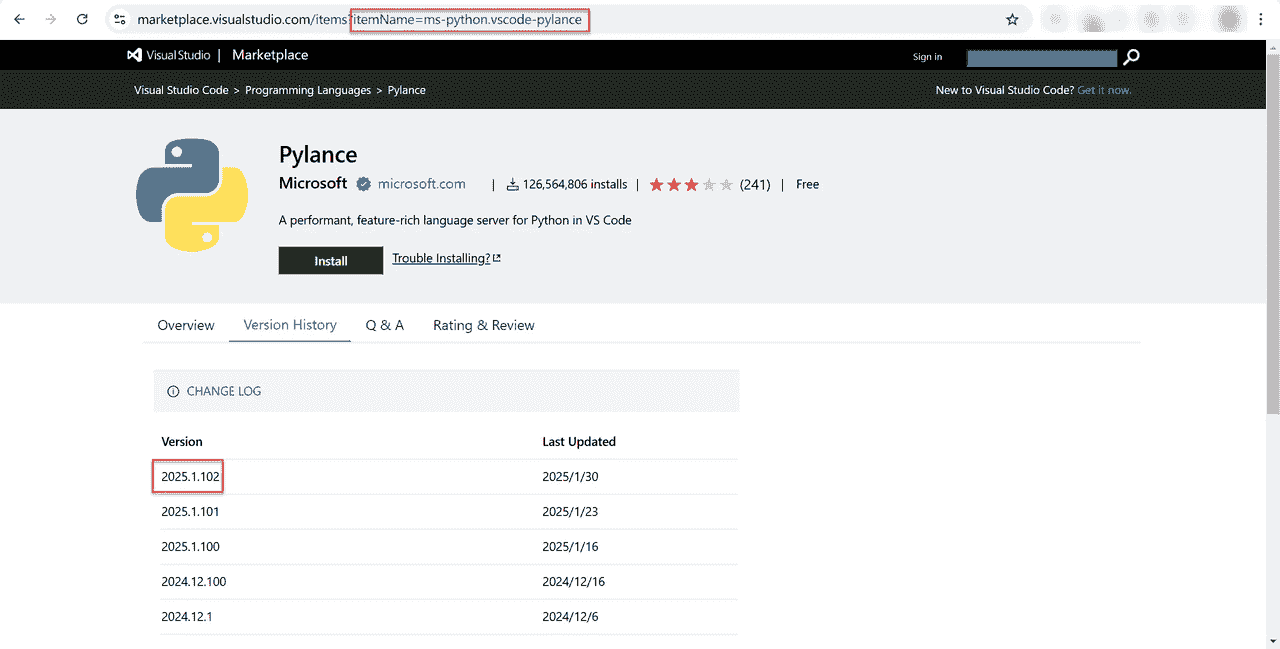 marketplace.visualstudio.com/items?itemName=ms-python.vscode-pylance
Visual Studio | Marketplace
Sign in
Visual Studio Code > Programming Languages > Pylance
New to Visual Studio Code? Get it now.
Pylance
Microsoft microsoft.com | 126,564,806 installs | (241) | Free
A performant, feature-rich language server for Python in VS Code
Install Trouble Installing?
Overview Version History Q & A Rating & Review
CHANGE LOG
Version Last Updated
2025.1.102 2025/1/30
2025.1.101 2025/1/23
2025.1.100 2025/1/16
2024.12.100 2024/12/16
2024.12.1 2024/12/6